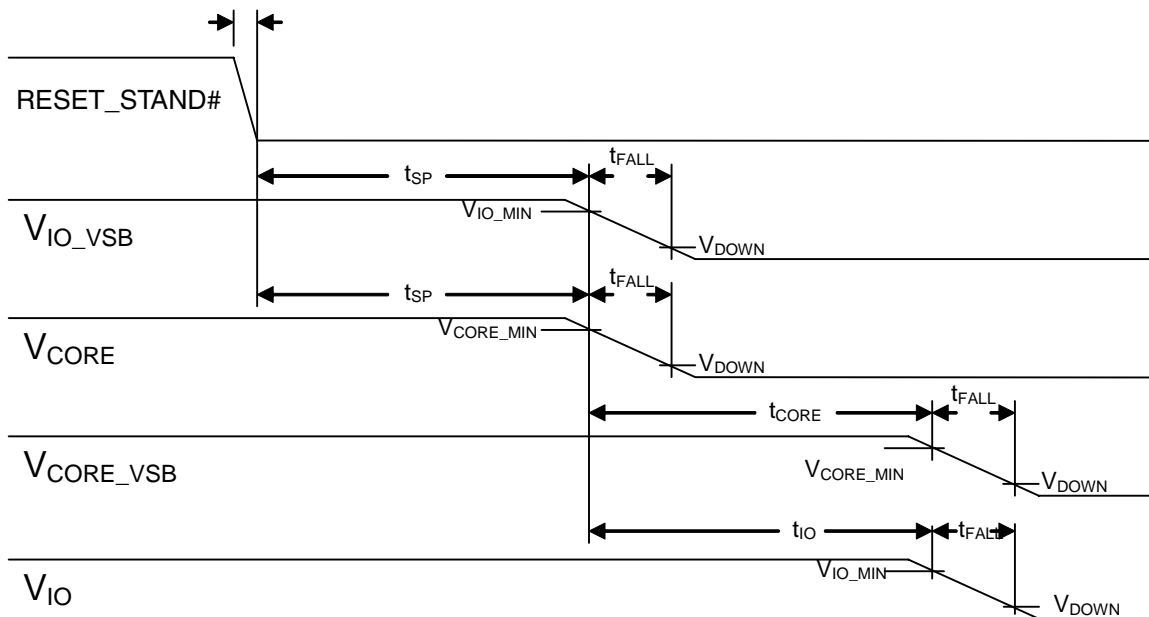 RESET_STAND#
tSP
tFALL
VIO_VSB
VIO_MIN
VDOWN
tSP
tFALL
VCORE
VCORE_MIN
VDOWN
tCORE
tFALL
VCORE_VSB
VCORE_MIN
VDOWN
tIO
tFALL
VIO
VIO_MIN
VDOWN